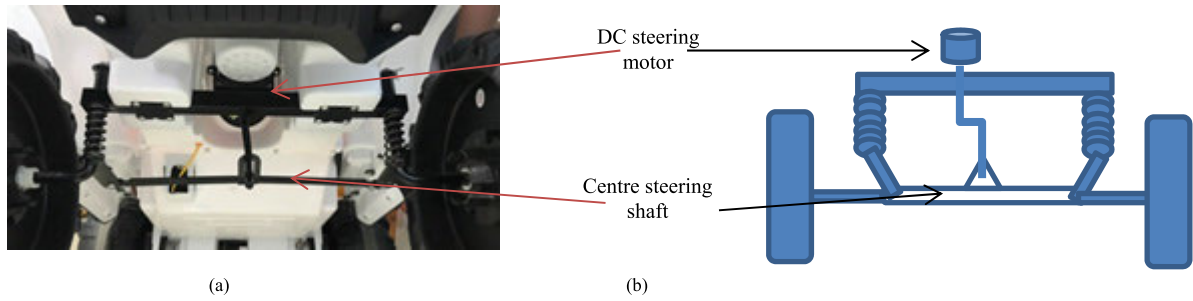 DC steering
motor
Centre steering
shaft
(a)
(b)